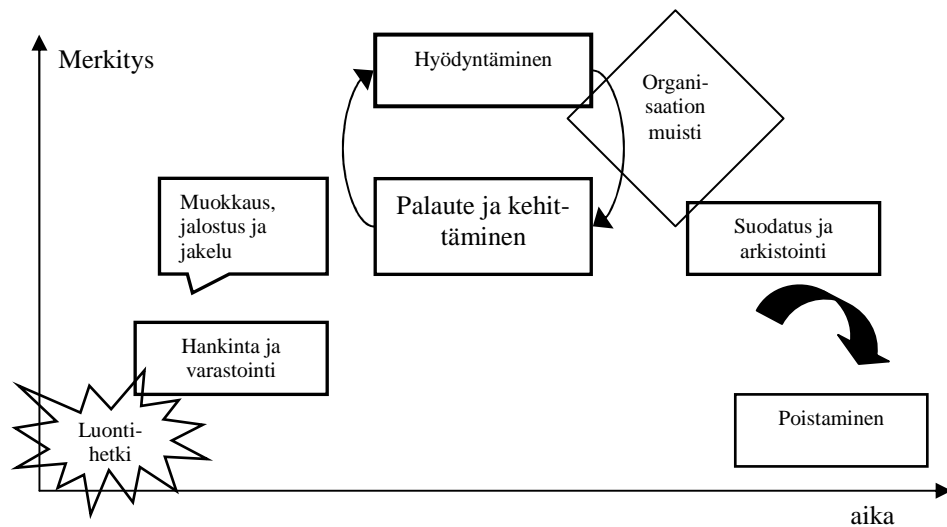 Merkitys
Hyödyntäminen
Organi-
saation
muisti
Muokkaus,
jalostus ja
jakelu
Palaute ja kehit-
täminen
Suodatus ja
arkistointi
Hankinta ja
varastointi
Luonti-
hetki
Poistaminen
aika